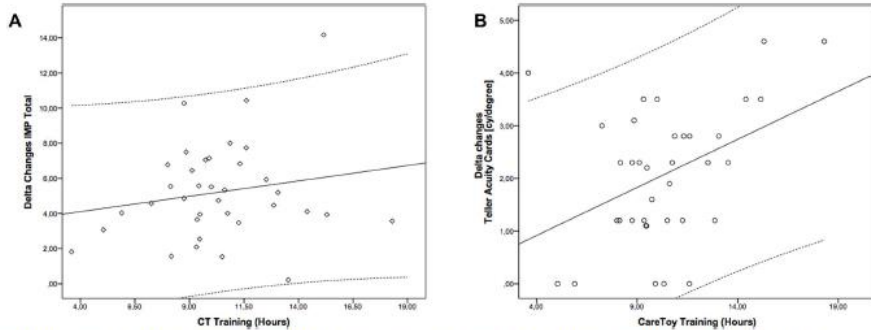 A
Delta Changes IMP Total
14,00
12,00
10,00
8,00
6,00
4,00
2,00
,00
4,00 6,50 9,00 11,50 14,00 16,50 19,00
CT Training (Hours)
B
Delta changes
Teller Acuity Cards [cy/degree]
5,00
4,00
3,00
2,00
1,00
,00
4,00 9,00 14,00 19,00
CareToy Training (Hours)